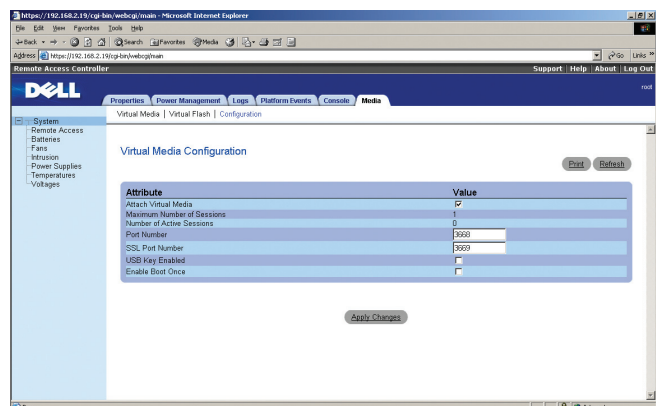 https://192.168.2.19/cgi-bin/webcgi/main - Microsoft Internet Explorer
File Edit View Favorites Tools Help
Back Search Favorites Media
Address https://192.168.2.19/cgi-bin/webcgi/main Go Links »
Remote Access Controller Support | Help | About | Log Out
DELL root
Properties Power Management Logs Platform Events Console Media
Virtual Media | Virtual Flash | Configuration
System
Remote Access
Batteries
Fans
Intrusion
Power Supplies
Temperatures
Voltages
Virtual Media Configuration
Print Refresh
Attribute Value
Attach Virtual Media
Maximum Number of Sessions 1
Number of Active Sessions 0
Port Number 3668
SSL Port Number 3669
USB Key Enabled
Enable Boot Once
Apply Changes